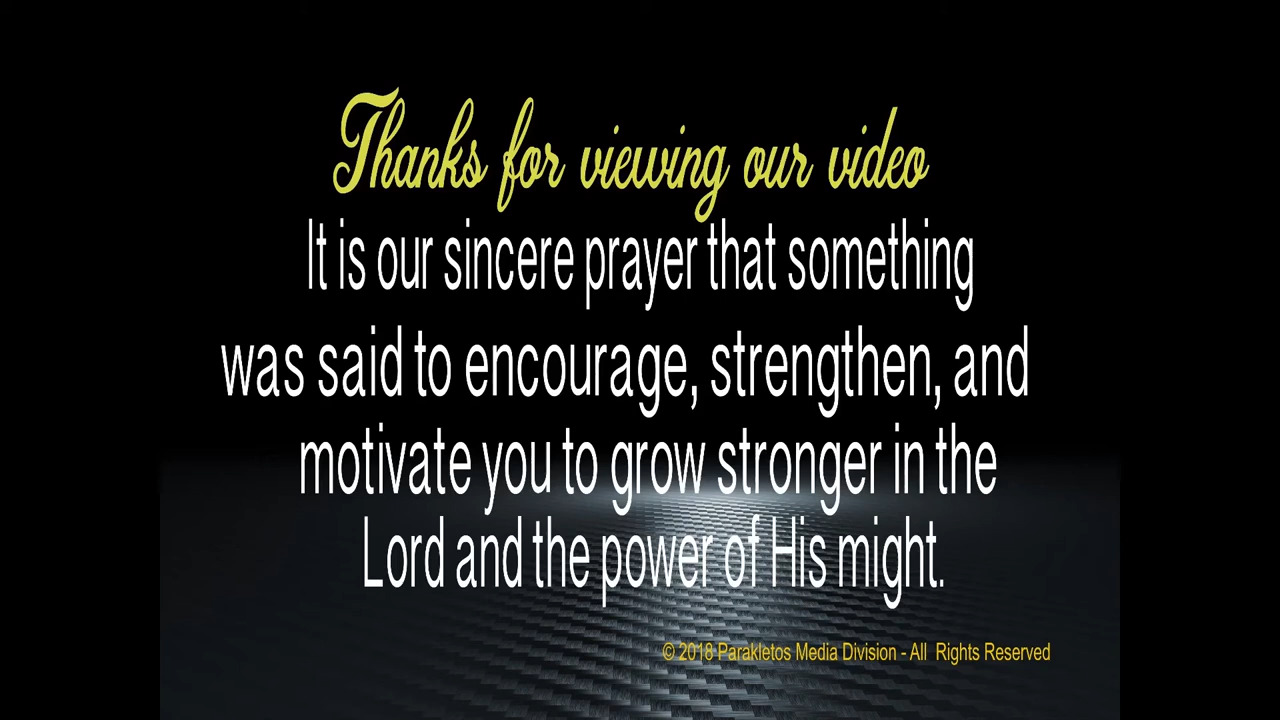 Thanks for viewing our video
It is our sincere prayer that something
was said to encourage, strengthen, and
motivate you to grow stronger in the
Lord and the power of His might.
© 2018 Parakletos Media Division - All  Rights Reserved